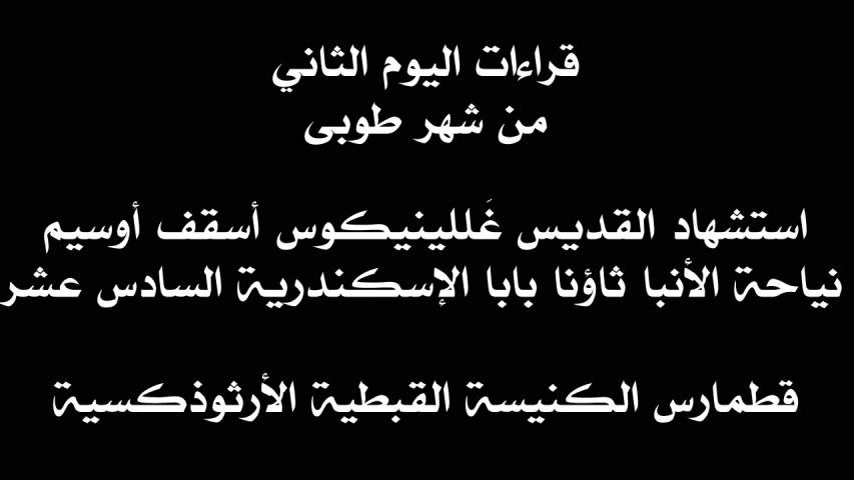 قراءات اليوم الثاني
من شهر طوبى
استشهاد القديس غَللينيكوس أسقف أوسيم
نياحة الأنبا ثاؤنا بابا الإسكندرية السادس عشر
قطمارس الكنيسة القبطية الأرثوذكسية